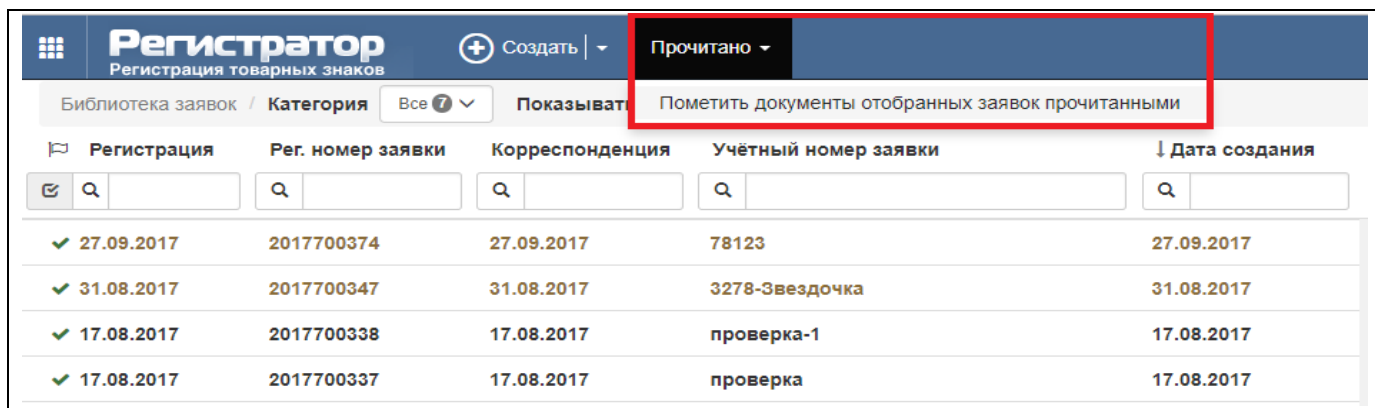 Регистратор Создать Прочитано
Регистрация товарных знаков
Библиотека заявок / Категория Все 7 Показыват Пометить документы отобранных заявок прочитанными
Регистрация Рег. номер заявки Корреспонденция Учётный номер заявки Дата создания
27.09.2017 2017700374 27.09.2017 78123 27.09.2017
31.08.2017 2017700347 31.08.2017 3278-Звездочка 31.08.2017
17.08.2017 2017700338 17.08.2017 проверка-1 17.08.2017
17.08.2017 2017700337 17.08.2017 проверка 17.08.2017